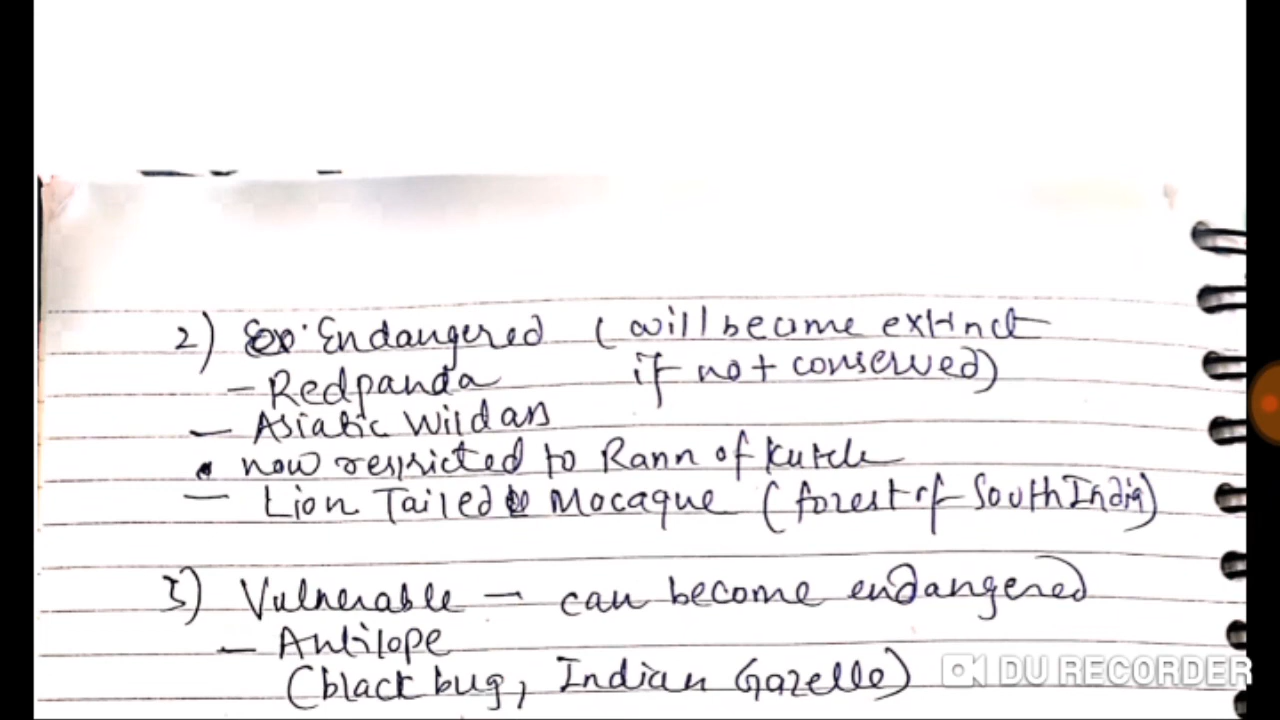 2) Endangered (will become extinct
if not conserved)
- Redpanda
- Asiatic Wild ass
• now restricted to Rann of Kutch
- Lion Tailed Mocaque (forest of South India)
3) Vulnerable - can become endangered
- Antilope
(black bug, Indian Gazelle)
DU RECORDER